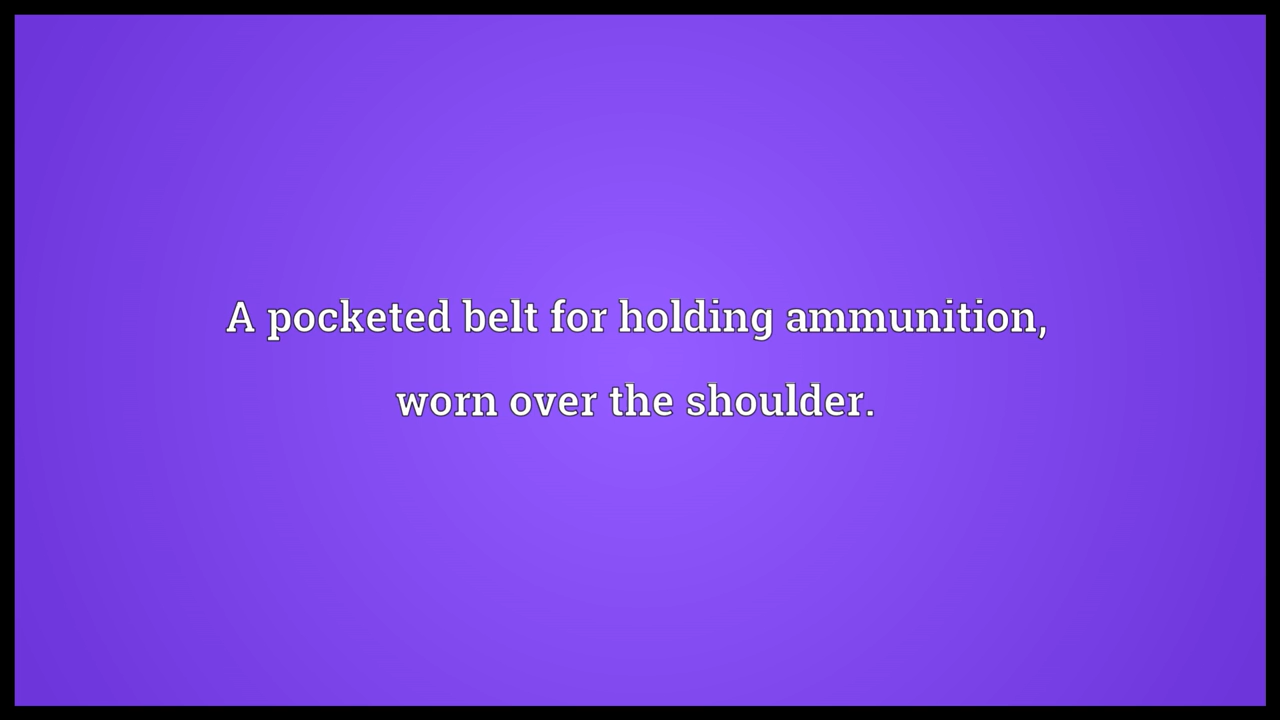 A pocketed belt for holding ammunition,
worn over the shoulder.